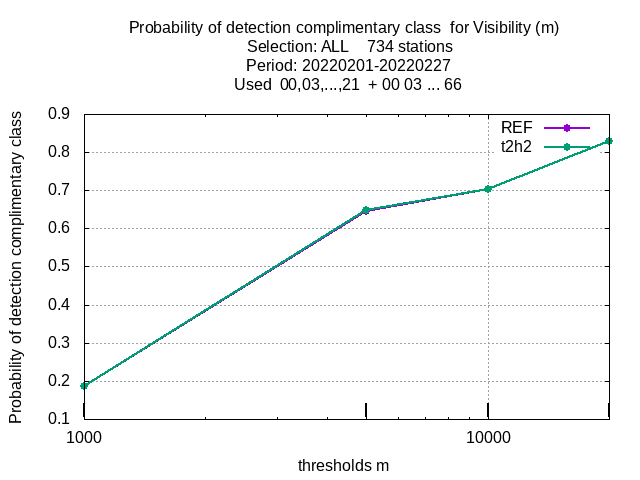 Probability of detection complimentary class  for Visibility (m)
Selection: ALL    734 stations
Period: 20220201-20220227
Used  00,03,...,21  + 00 03 ... 66
Probability of detection complimentary class
0.9
0.8
0.7
0.6
0.5
0.4
0.3
0.2
0.1
REF
t2h2
1000
10000
thresholds m